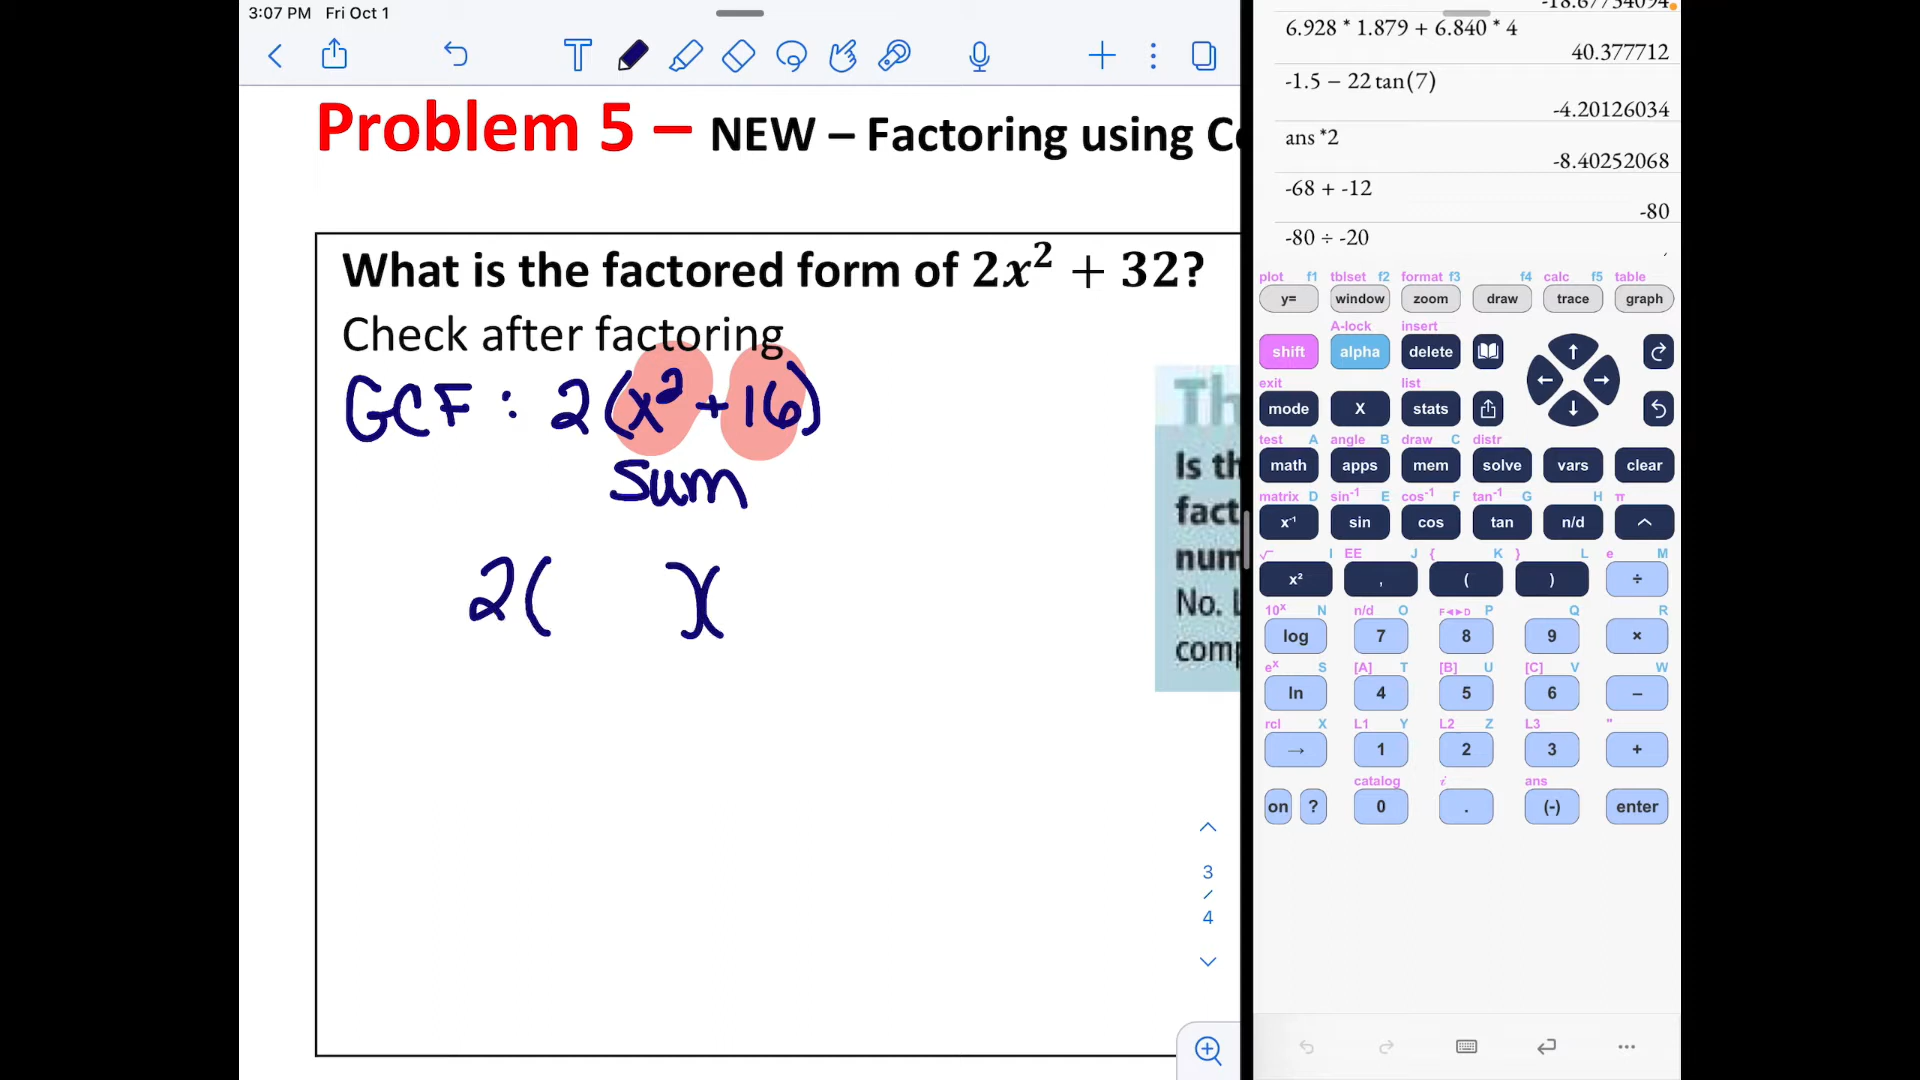 3:07 PM Fri Oct 1
Problem 5 – NEW – Factoring using
What is the factored form of 2x² + 32?
Check after factoring
GCF : 2(x² + 16)
Sum
2( )(
Is th
fact
num
No.
comp
3
/
4
6.928 * 1.879 + 6.840 * 4
40.377712
-1.5 – 22 tan(7)
-4.20126034
ans *2
-8.40252068
-68 + -12
-80
-80 ÷ -20
plot f1 tblset f2 format f3 f4 calc f5 table
y= window zoom draw trace graph
A-lock insert
shift alpha delete
exit list
mode X stats
test A angle B draw C distr
math apps mem solve vars clear
matrix D sin⁻¹ E cos⁻¹ F tan⁻¹ G H π
x⁻¹ sin cos tan n/d ^
√ I EE J { K } L e M
x² , ( ) ÷
10ˣ N n/d O F◄►D P Q R
log 7 8 9 ×
eˣ S [A] T [B] U [C] V W
ln 4 5 6 –
rcl X L1 Y L2 Z L3 "
→ 1 2 3 +
catalog i ans
on ? 0 . (-) enter